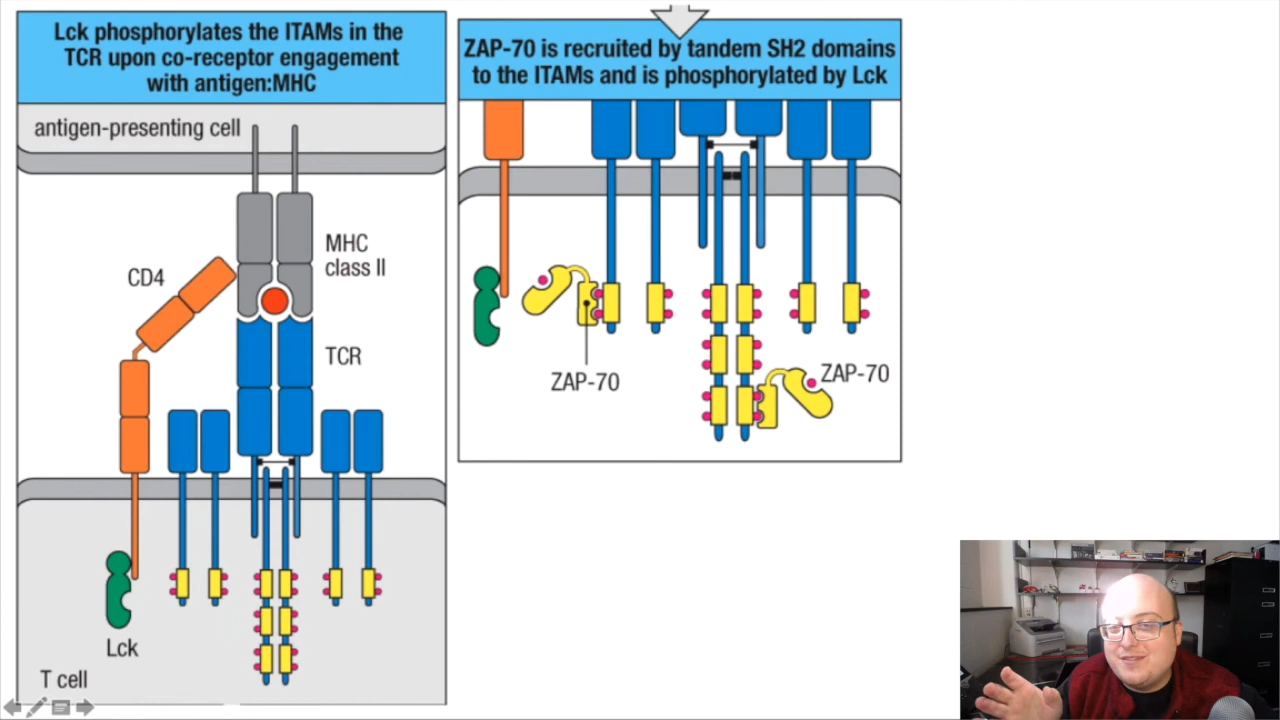 Lck phosphorylates the ITAMs in the
TCR upon co-receptor engagement
with antigen:MHC
antigen-presenting cell
MHC
class II
CD4
TCR
Lck
T cell
ZAP-70 is recruited by tandem SH2 domains
to the ITAMs and is phosphorylated by Lck
ZAP-70
ZAP-70